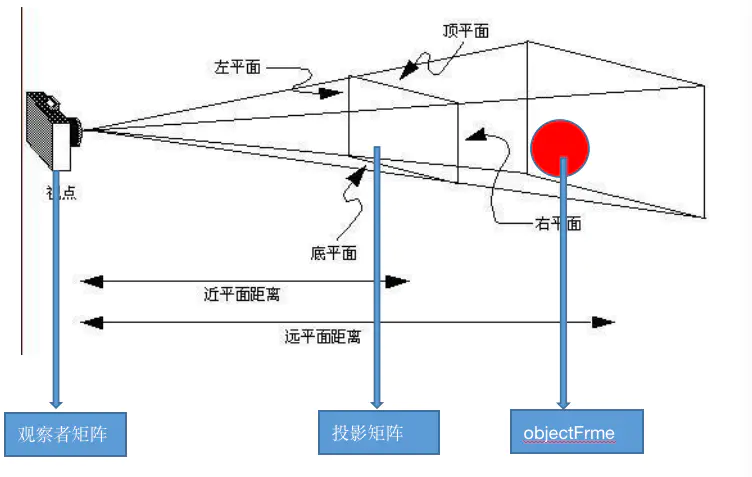 顶平面
左平面
视点
右平面
底平面
近平面距离
远平面距离
观察者矩阵
投影矩阵
objectFrme